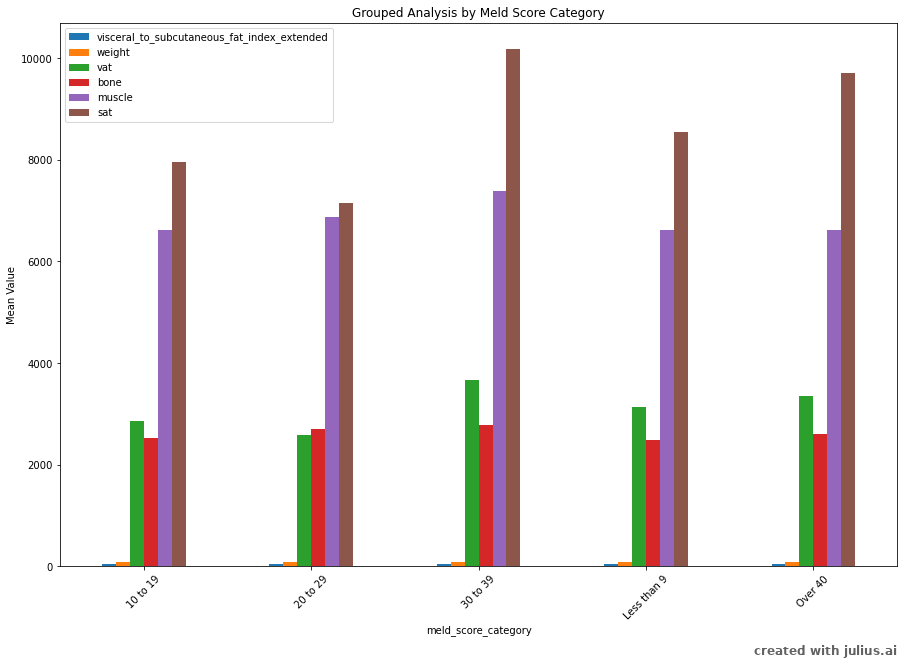 Grouped Analysis by Meld Score Category
visceral_to_subcutaneous_fat_index_extended
weight
vat
bone
muscle
sat
Mean Value
10000
8000
6000
4000
2000
0
10 to 19
20 to 29
30 to 39
Less than 9
Over 40
meld_score_category
created with julius.ai